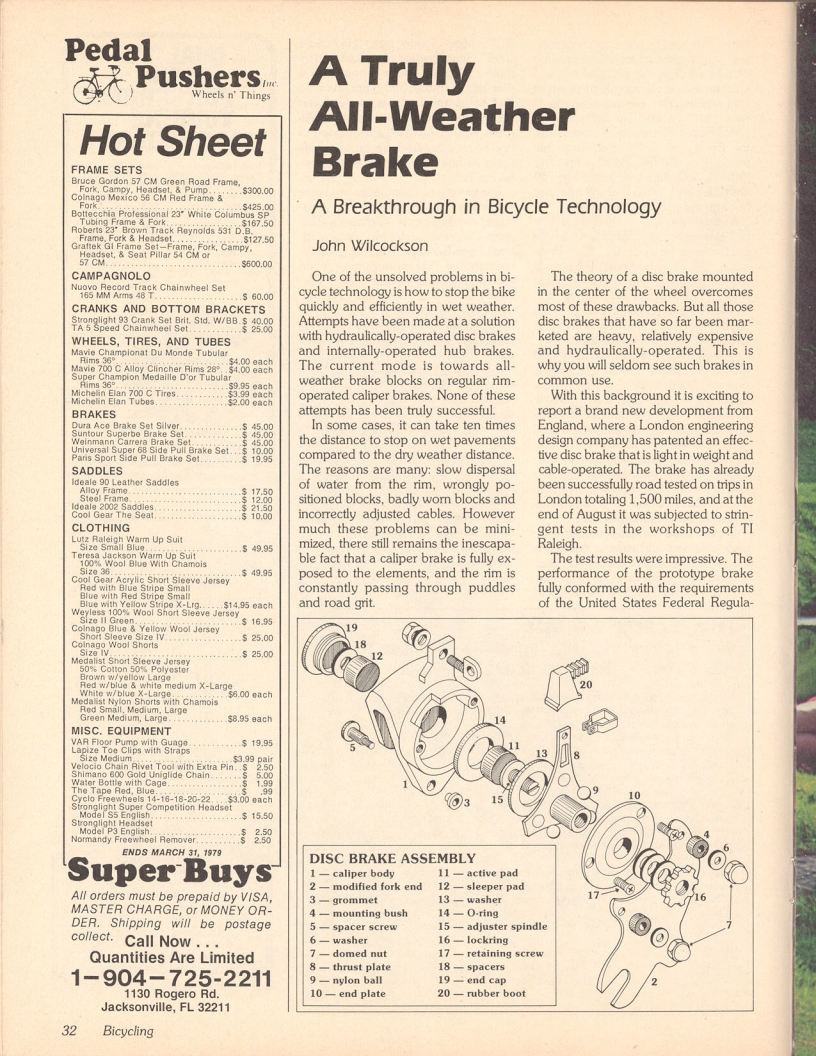 Pedal
Pushers Inc.
Wheels n' Things
Hot Sheet
FRAME SETS
Bruce Gordon 57 CM Green Road Frame,
Fork, Campy, Headset, & Pump........$300.00
Colnago Mexico 56 CM Red Frame &
Fork..........................$425.00
Bottecchia Professional 23" White Columbus SP
Tubing Frame & Fork..................$167.50
Roberts 23" Brown Track Reynolds 531 D.B.
Frame, Fork & Headset................$127.50
Graftek GI Frame Set—Frame, Fork, Campy,
Headset, & Seat Pillar 54 CM or
57 CM..........................$600.00
CAMPAGNOLO
Nuovo Record Track Chainwheel Set
165 MM Arms 48 T..................$ 60.00
CRANKS AND BOTTOM BRACKETS
Stronglight 93 Crank Set Brit. Std. W/BB.$ 40.00
TA 5 Speed Chainwheel Set..............$ 25.00
WHEELS, TIRES, AND TUBES
Mavie Championat Du Monde Tubular
Rims 36°........................$4.00 each
Mavie 700 C Alloy Clincher Rims 28°..$4.00 each
Super Champion Medaille D'or Tubular
Rims 36°........................$9.95 each
Michelin Elan 700 C Tires............$3.99 each
Michelin Elan Tubes................$2.00 each
BRAKES
Dura Ace Brake Set Silver..............$ 45.00
Suntour Superbe Brake Set..............$ 45.00
Weinmann Carrera Brake Set............$ 45.00
Universal Super 68 Side Pull Brake Set...$ 10.00
Paris Sport Side Pull Brake Set..........$ 19.95
SADDLES
Ideale 90 Leather Saddles
Alloy Frame......................$ 17.50
Steel Frame......................$ 12.00
Ideale 2002 Saddles..................$ 21.50
Cool Gear The Seat..................$ 10.00
CLOTHING
Lutz Raleigh Warm Up Suit
Size Small Blue....................$ 49.95
Teresa Jackson Warm Up Suit
100% Wool Blue With Chamois
Size 36........................$ 49.95
Cool Gear Acrylic Short Sleeve Jersey
Red with Blue Stripe Small
Blue with Red Stripe Small
Blue with Yellow Stripe X-Lrg......$14.95 each
Weyless 100% Wool Short Sleeve Jersey
Size II Green......................$ 16.95
Colnago Blue & Yellow Wool Jersey
Short Sleeve Size IV................$ 25.00
Colnago Wool Shorts
Size IV..........................$ 25.00
Medalist Short Sleeve Jersey
50% Cotton 50% Polyester
Brown w/yellow Large
Red w/blue & white medium X-Large
White w/blue X-Large............$6.00 each
Medalist Nylon Shorts with Chamois
Red Small, Medium, Large
Green Medium, Large..............$8.95 each
MISC. EQUIPMENT
VAR Floor Pump with Guage............$ 19.95
Lapize Toe Clips with Straps
Size Medium......................$3.99 pair
Velocio Chain Rivet Tool with Extra Pin..$ 2.50
Shimano 600 Gold Uniglide Chain........$ 5.00
Water Bottle with Cage................$ 1.99
The Tape Red, Blue....................$ .99
Cyclo Freewheels 14-16-18-20-22....$3.00 each
Stronglight Super Competition Headset
Model S5 English..................$ 15.50
Stronglight Headset
Model P3 English..................$ 2.50
Normandy Freewheel Remover..........$ 2.50
ENDS MARCH 31, 1979
Super Buys
All orders must be prepaid by VISA,
MASTER CHARGE, or MONEY OR-
DER. Shipping will be postage
collect. Call Now . . .
Quantities Are Limited
1—904—725-2211
1130 Rogero Rd.
Jacksonville, FL 32211
A Truly
All-Weather
Brake
A Breakthrough in Bicycle Technology
John Wilcockson
One of the unsolved problems in bi-
cycle technology is how to stop the bike
quickly and efficiently in wet weather.
Attempts have been made at a solution
with hydraulically-operated disc brakes
and internally-operated hub brakes.
The current mode is towards all-
weather brake blocks on regular rim-
operated caliper brakes. None of these
attempts has been truly successful.
In some cases, it can take ten times
the distance to stop on wet pavements
compared to the dry weather distance.
The reasons are many: slow dispersal
of water from the rim, wrongly po-
sitioned blocks, badly worn blocks and
incorrectly adjusted cables. However
much these problems can be mini-
mized, there still remains the inescapa-
ble fact that a caliper brake is fully ex-
posed to the elements, and the rim is
constantly passing through puddles
and road grit.
The theory of a disc brake mounted
in the center of the wheel overcomes
most of these drawbacks. But all those
disc brakes that have so far been mar-
keted are heavy, relatively expensive
and hydraulically-operated. This is
why you will seldom see such brakes in
common use.
With this background it is exciting to
report a brand new development from
England, where a London engineering
design company has patented an effec-
tive disc brake that is light in weight and
cable-operated. The brake has already
been successfully road tested on trips in
London totaling 1,500 miles, and at the
end of August it was subjected to strin-
gent tests in the workshops of TI
Raleigh.
The test results were impressive. The
performance of the prototype brake
fully conformed with the requirements
of the United States Federal Regula-
19
18
12
5
1
3
14
11
15
13
8
9
20
10
4
6
16
17
7
2
DISC BRAKE ASSEMBLY
1 — caliper body
2 — modified fork end
3 — grommet
4 — mounting bush
5 — spacer screw
6 — washer
7 — domed nut
8 — thrust plate
9 — nylon ball
10 — end plate
11 — active pad
12 — sleeper pad
13 — washer
14 — O-ring
15 — adjuster spindle
16 — lockring
17 — retaining screw
18 — spacers
19 — end cap
20 — rubber boot
32 Bicycling